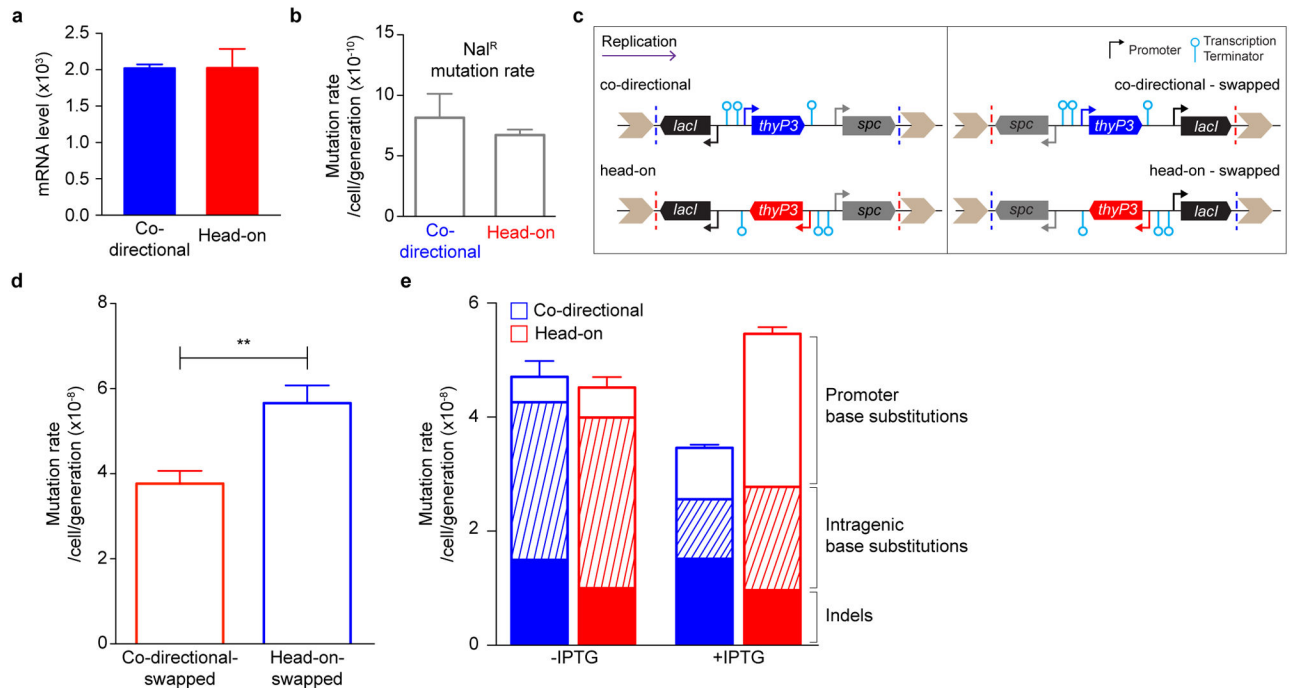 a
mRNA level (x10³)
2.5
2.0
1.5
1.0
0.5
0.0
Co-
directional
Head-on
b
Mutation rate
/cell/generation (x10⁻¹⁰)
15
10
5
0
Nalᴿ
mutation rate
Co-
directional
Head-on
c
Replication
Promoter
Transcription
Terminator
co-directional
lacI
thyP3
spc
co-directional - swapped
spc
thyP3
lacI
head-on
lacI
thyP3
spc
head-on - swapped
spc
thyP3
lacI
d
Mutation rate
/cell/generation (x10⁻⁸)
8
6
4
2
0
**
Co-directional-
swapped
Head-on-
swapped
e
Mutation rate
/cell/generation (x10⁻⁸)
6
4
2
0
Co-directional
Head-on
-IPTG
+IPTG
Promoter
base substitutions
Intragenic
base substitutions
Indels